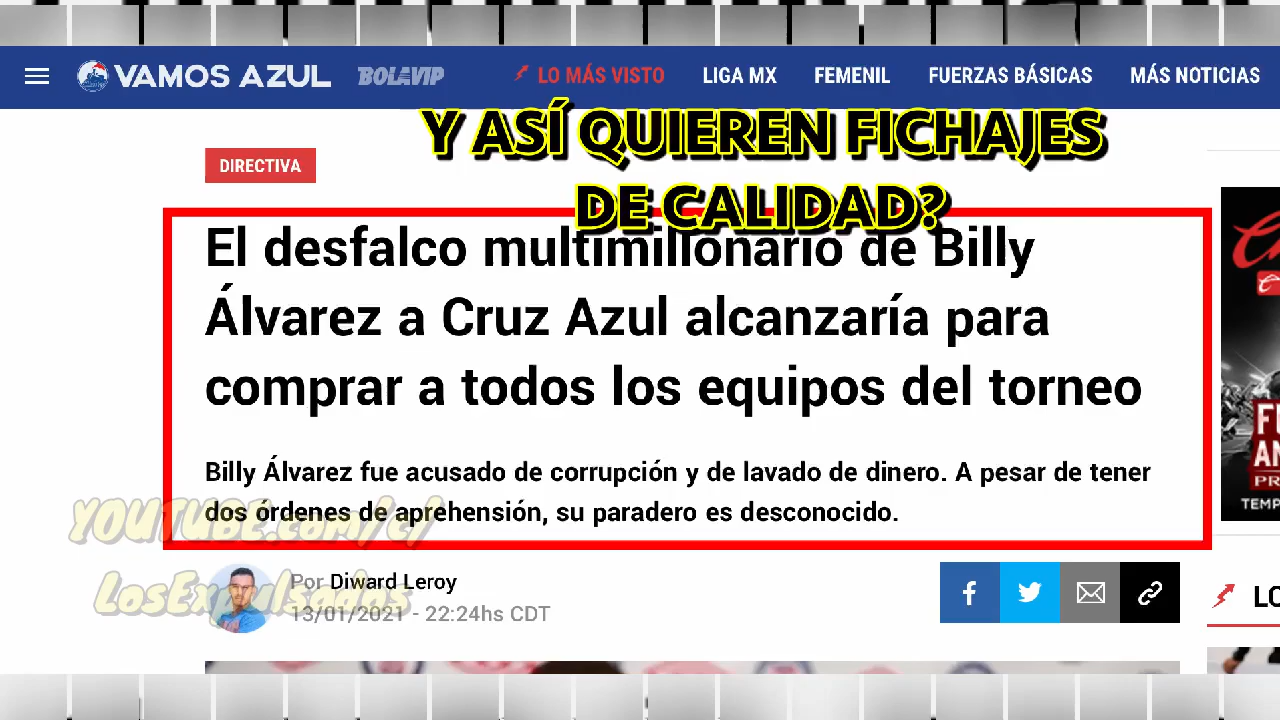 VAMOS AZUL BOLAVIP LO MÁS VISTO LIGA MX FEMENIL FUERZAS BÁSICAS MÁS NOTICIAS
Y ASÍ QUIEREN FICHAJES
DE CALIDAD?
DIRECTIVA
El desfalco multimillonario de Billy
Álvarez a Cruz Azul alcanzaría para
comprar a todos los equipos del torneo
Billy Álvarez fue acusado de corrupción y de lavado de dinero. A pesar de tener
dos órdenes de aprehensión, su paradero es desconocido.
YOUTUBE.com/c/
LosExpulsados
Por Diward Leroy
13/01/2021 - 22:24hs CDT